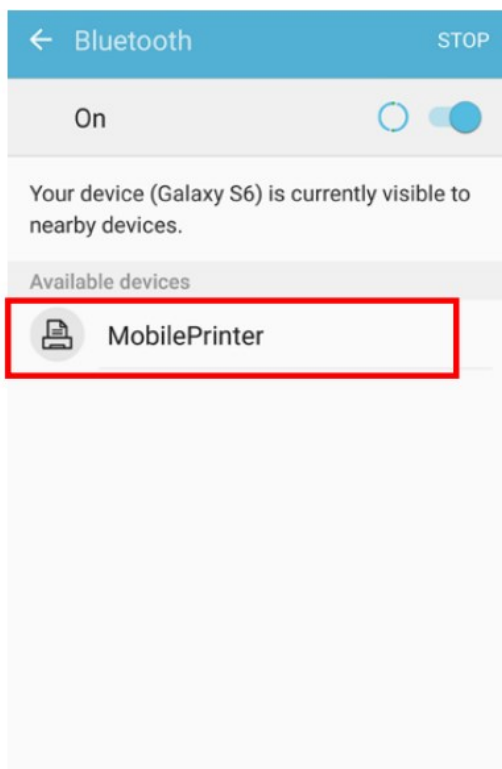 Bluetooth STOP
On
Your device (Galaxy S6) is currently visible to
nearby devices.
Available devices
MobilePrinter